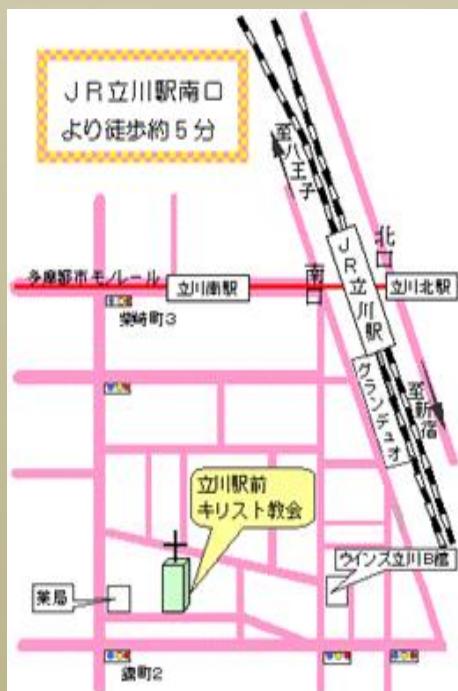 JR立川駅南口
より徒歩約5分
至八王子
北
JR立川駅
南
多摩都市モノレール
立川南駅
立川北駅
柴崎町3
グランデュオ
至新宿
立川駅前
キリスト教会
ウインズ立川B館
薬局
錦町2